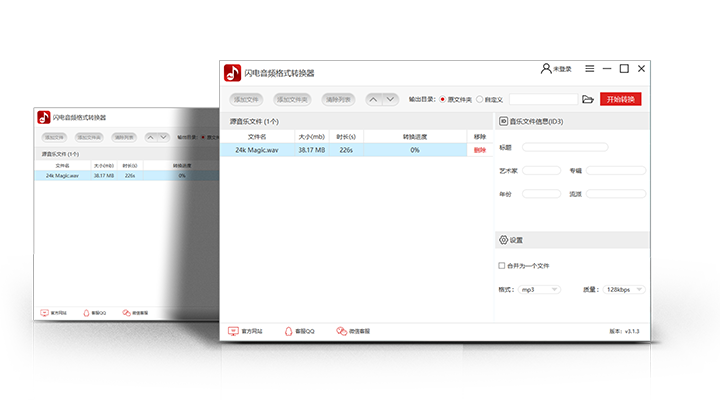 闪电音频格式转换器
未登录
添加文件 添加文件夹 清除列表 输出目录: 原文件夹 自定义 开始转换
源音乐文件 (1个)
文件名 大小(mb) 时长(s) 转换进度 移除
24k Magic.wav 38.17 MB 226s 0% 删除
ID 音乐文件信息(ID3)
标题
艺术家 专辑
年份 流派
设置
合并为一个文件
格式: mp3 质量: 128kbps
官方网站 客服QQ 微信客服 版本: v3.1.3
闪电音频格式转换器
添加文件 添加文件夹 清除列表 输出目录: 原文
源音乐文件 (1个)
文件名 大小(mb) 时长(s) 转换进度
24k Magic.wav 38.17 MB 226s 0%
官方网站 客服QQ 微信客服